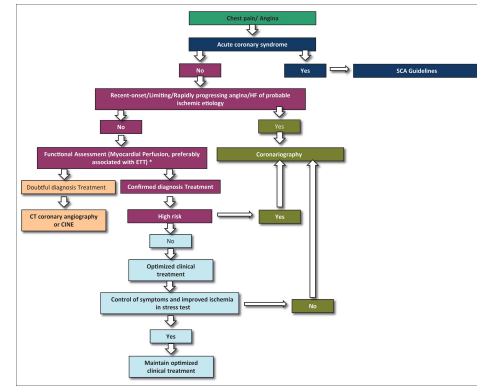 Chest pain/ Angina
Acute coronary syndrome
No
Yes
SCA Guidelines
Recent-onset/Limiting/Rapidly progressing angina/HF of probable
ischemic etiology
No
Yes
Functional Assessment (Myocardial Perfusion, preferably
associated with ETT) *
Coronariography
Doubtful diagnosis Treatment
Confirmed diagnosis Treatment
CT coronary angiography
or CINE
High risk
Yes
No
Optimized clinical
treatment
Control of symptoms and improved ischemia
in stress test
No
Yes
Maintain optimized
clinical treatment